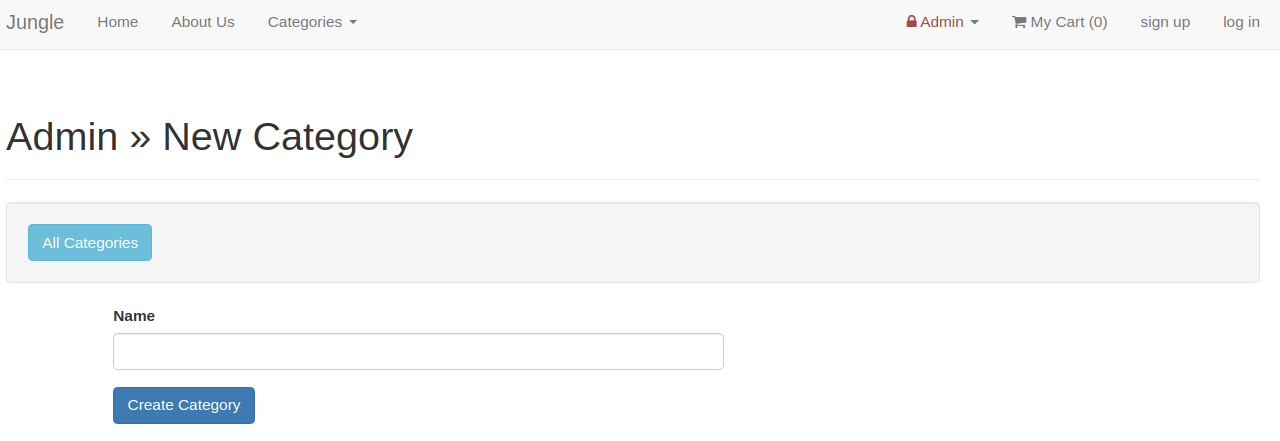 Jungle Home About Us Categories Admin My Cart (0) sign up log in
Admin » New Category
All Categories
Name
Create Category